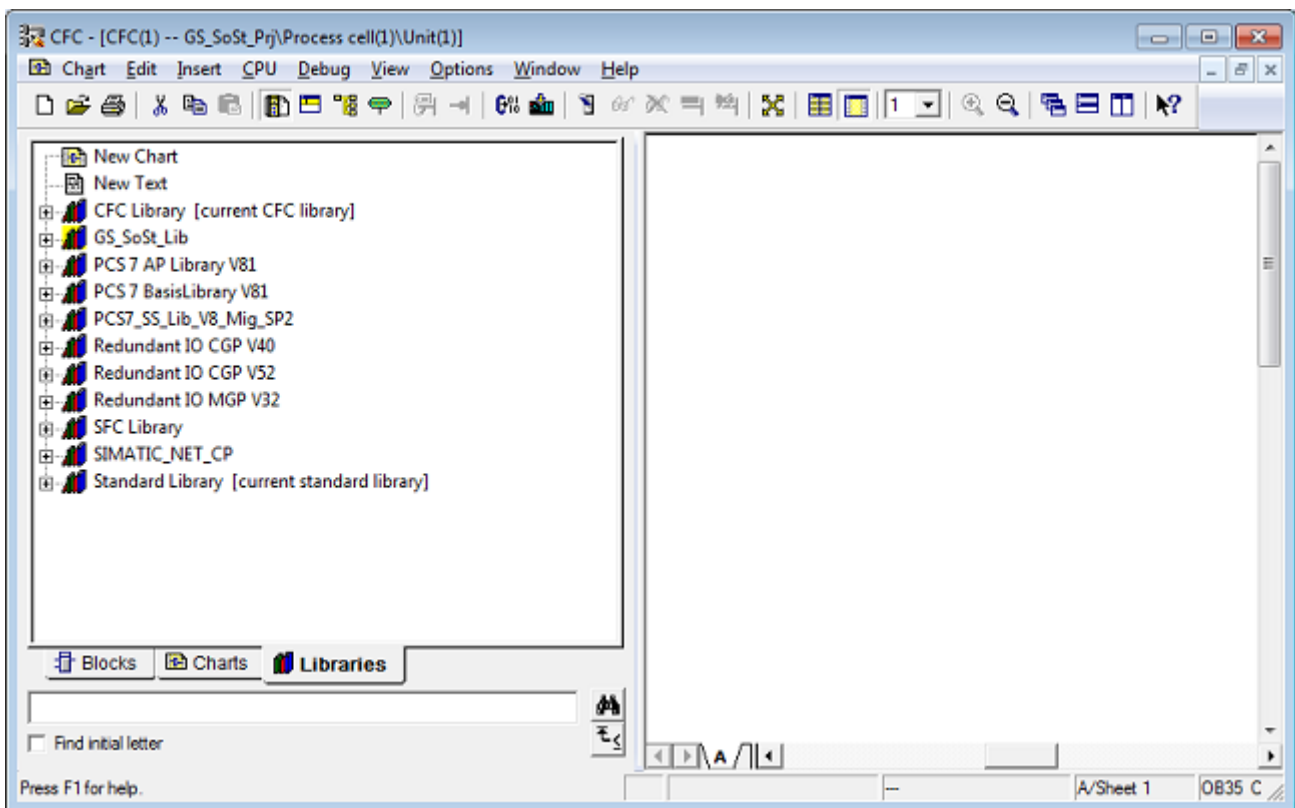 CFC - [CFC(1) -- GS_SoSt_Prj\Process cell(1)\Unit(1)]
Chart Edit Insert CPU Debug View Options Window Help
1
New Chart
New Text
CFC Library [current CFC library]
GS_SoSt_Lib
PCS 7 AP Library V81
PCS 7 BasisLibrary V81
PCS7_SS_Lib_V8_Mig_SP2
Redundant IO CGP V40
Redundant IO CGP V52
Redundant IO MGP V32
SFC Library
SIMATIC_NET_CP
Standard Library [current standard library]
Blocks Charts Libraries
Find initial letter
A
Press F1 for help. -- A/Sheet 1 OB35 C